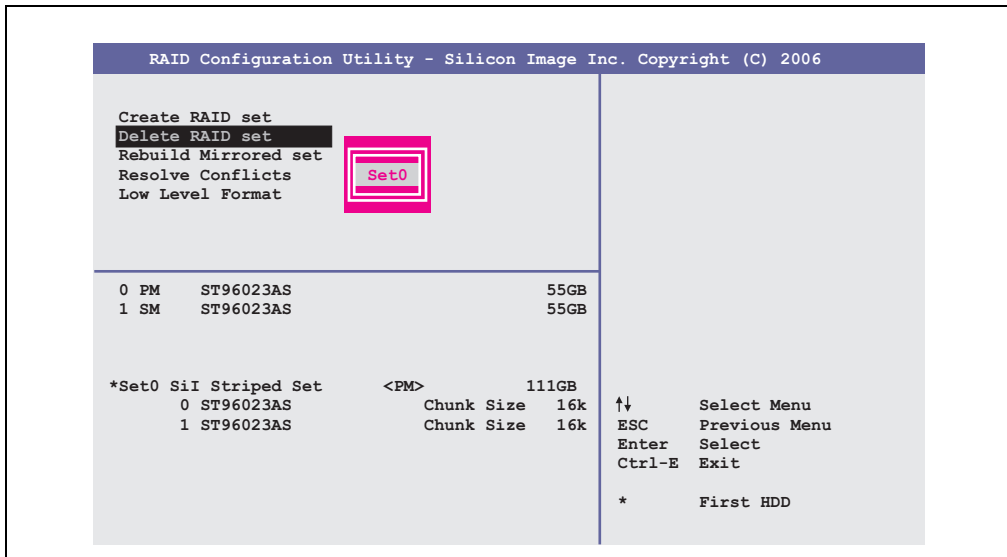 RAID Configuration Utility - Silicon Image Inc. Copyright (C) 2006
Create RAID set
Delete RAID set
Rebuild Mirrored set
Resolve Conflicts
Low Level Format
Set0
0 PM ST96023AS 55GB
1 SM ST96023AS 55GB
*Set0 SiI Striped Set <PM> 111GB
0 ST96023AS Chunk Size 16k
1 ST96023AS Chunk Size 16k
↑↓ Select Menu
ESC Previous Menu
Enter Select
Ctrl-E Exit
* First HDD